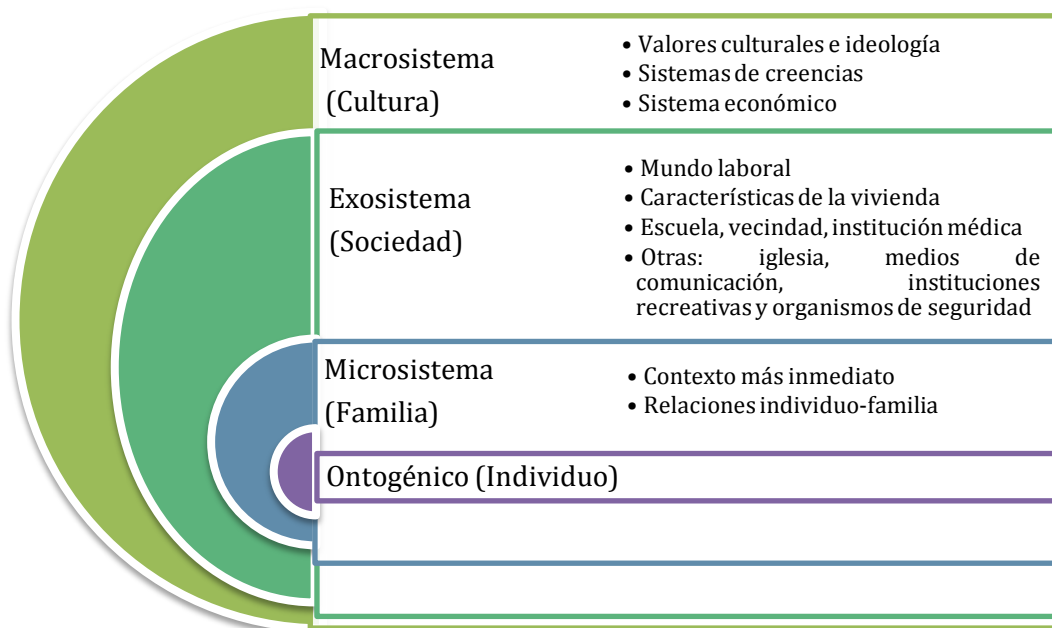 Macrosistema
(Cultura)
• Valores culturales e ideología
• Sistemas de creencias
• Sistema económico
Exosistema
(Sociedad)
• Mundo laboral
• Características de la vivienda
• Escuela, vecindad, institución médica
• Otras: iglesia, medios de
comunicación, instituciones
recreativas y organismos de seguridad
Microsistema
(Familia)
• Contexto más inmediato
• Relaciones individuo-familia
Ontogénico (Individuo)